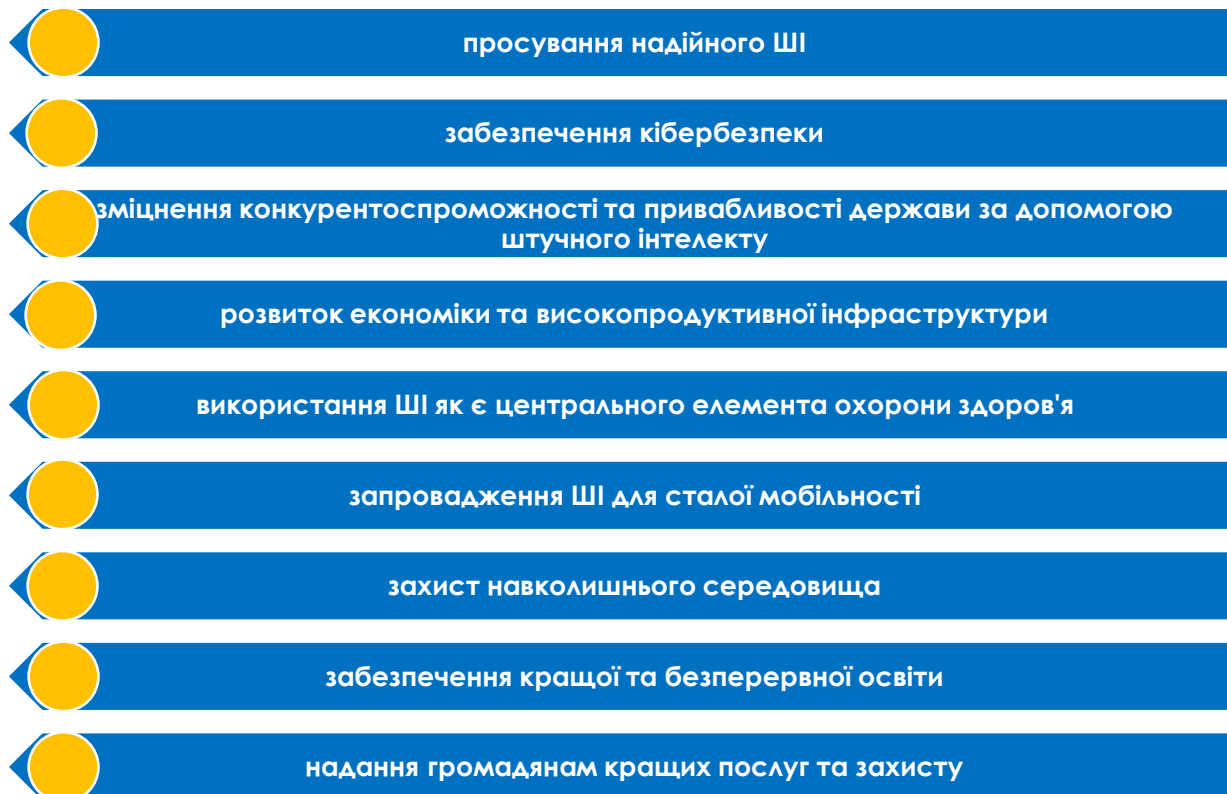 просування надійного ШІ
забезпечення кібербезпеки
зміцнення конкурентоспроможності та привабливості держави за допомогою
штучного інтелекту
розвиток економіки та високопродуктивної інфраструктури
використання ШІ як є центрального елемента охорони здоров'я
запровадження ШІ для сталої мобільності
захист навколишнього середовища
забезпечення кращої та безперервної освіти
надання громадянам кращих послуг та захисту